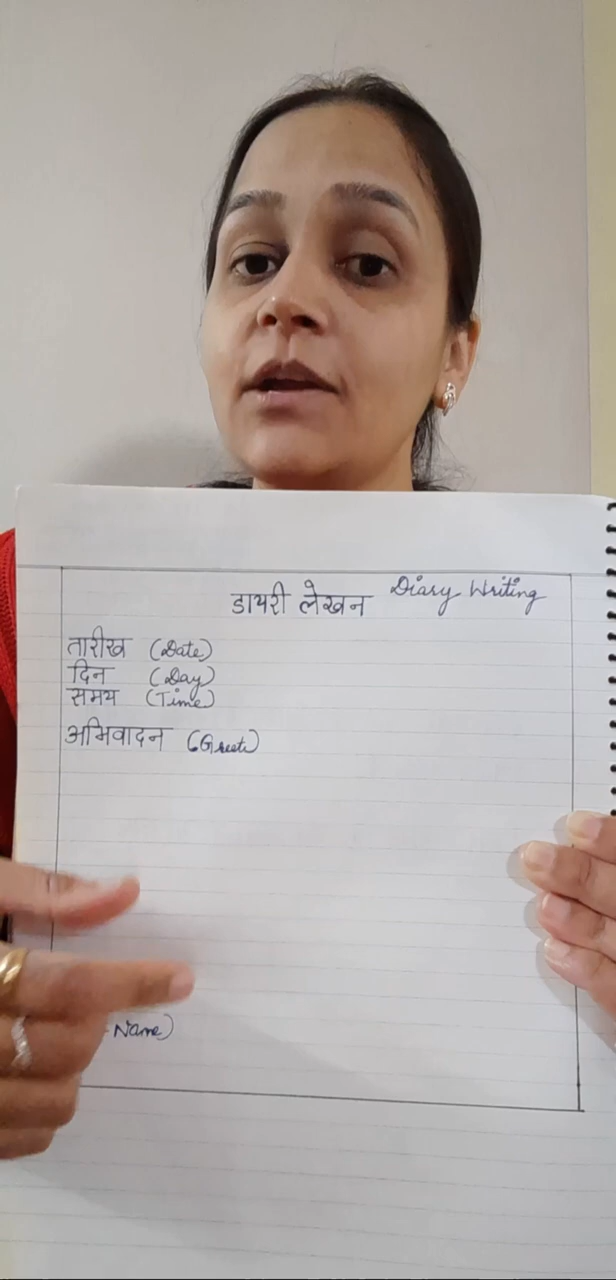 डायरी लेखन Diary Writing
तारीख (Date)
दिन (Day)
समय (Time)
अभिवादन (Greet)
Name)